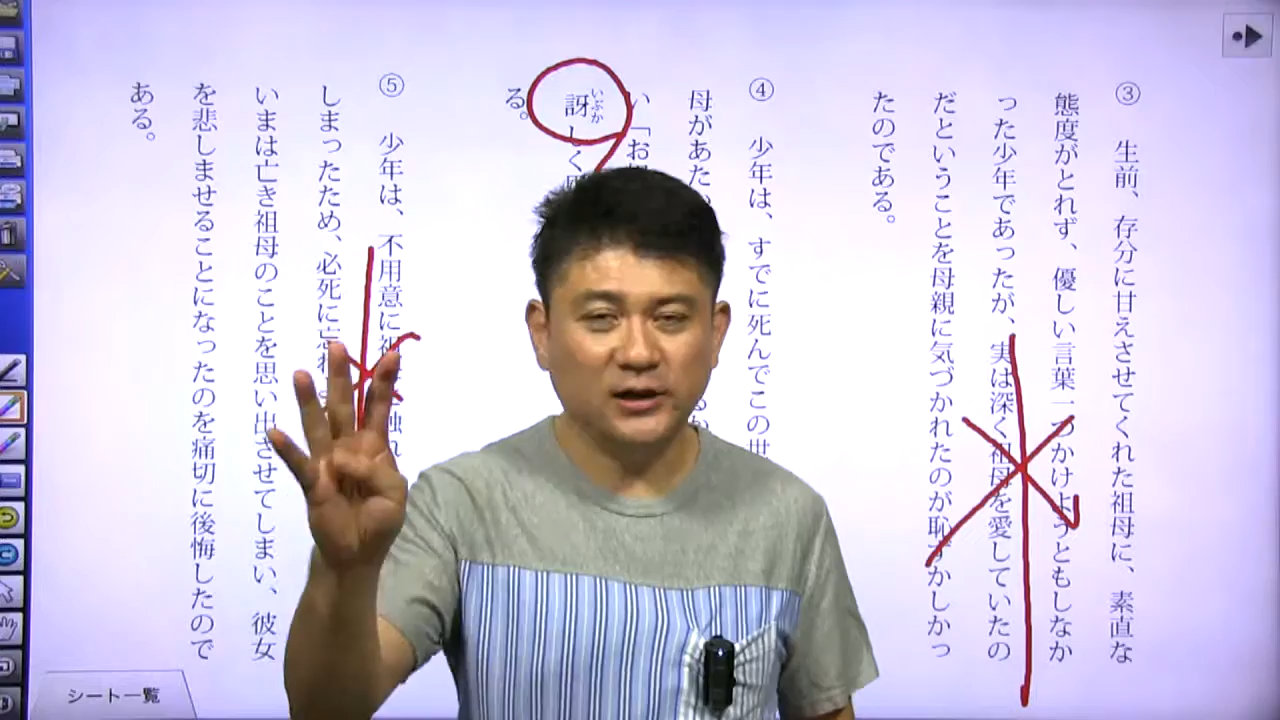 ③　生前、存分に甘えさせてくれた祖母に、素直な
態度がとれず、優しい言葉一つかけようともしなか
った少年であったが、実は深く祖母を愛していたの
だということを母親に気づかれたのが恥ずかしかっ
たのである。
④　少年は、すでに死んでこの世
母があた
い「お
訝いぶかしく
る。
⑤　少年は、不用意に祖 触れ
しまったため、必死に忘れ
いまは亡き祖母のことを思い出させてしまい、彼女
を悲しませることになったのを痛切に後悔したので
ある。
シート一覧